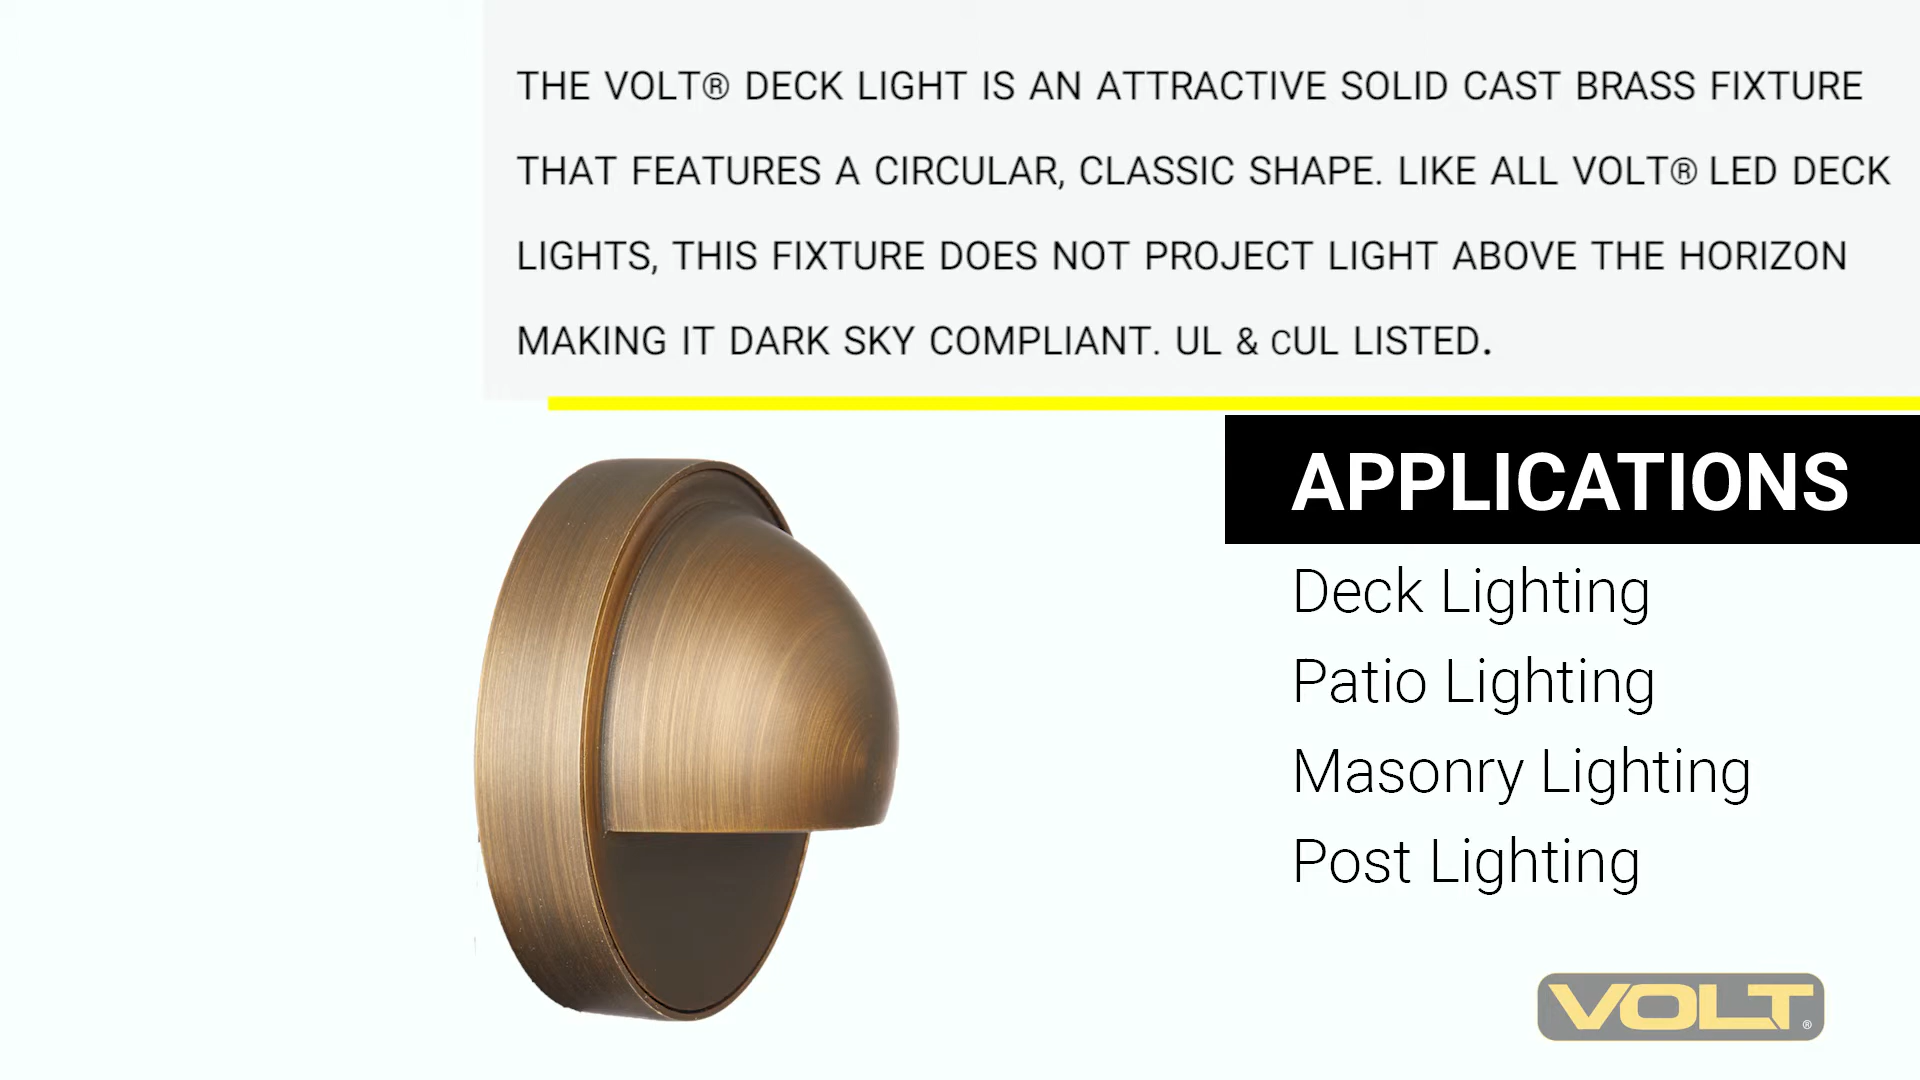 THE VOLT® DECK LIGHT IS AN ATTRACTIVE SOLID CAST BRASS FIXTURE
THAT FEATURES A CIRCULAR, CLASSIC SHAPE. LIKE ALL VOLT® LED DECK
LIGHTS, THIS FIXTURE DOES NOT PROJECT LIGHT ABOVE THE HORIZON
MAKING IT DARK SKY COMPLIANT. UL & cUL LISTED.
APPLICATIONS
Deck Lighting
Patio Lighting
Masonry Lighting
Post Lighting
VOLT®